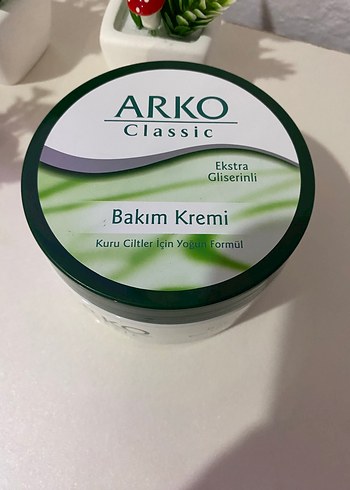 ARKO
Classic
Ekstra
Gliserinli
Bakım Kremi
Kuru Ciltler İçin Yoğun Formül